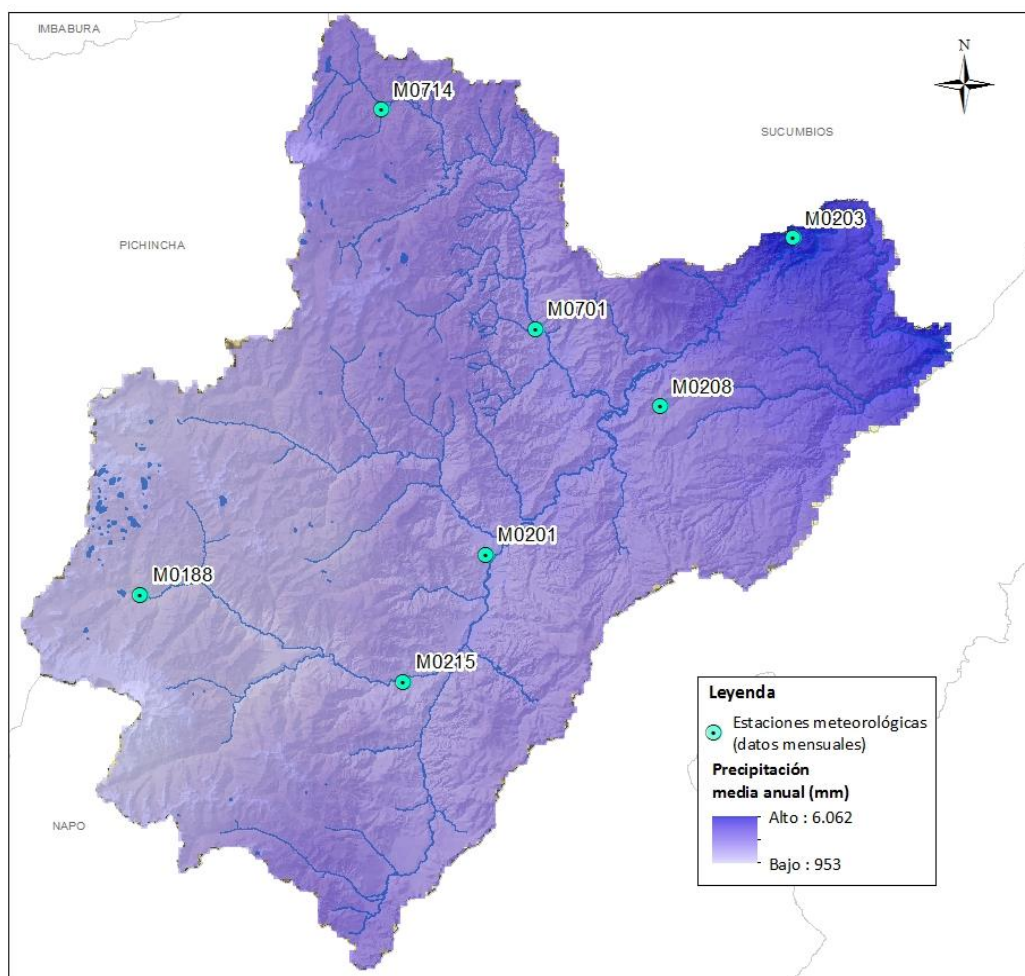 IMBABURA
N
M0714
SUCUMBIOS
M0203
PICHINCHA
M0701
M0208
M0201
M0188
M0215
NAPO
Leyenda
Estaciones meteorológicas
(datos mensuales)
Precipitación
media anual (mm)
Alto : 6.062
Bajo : 953